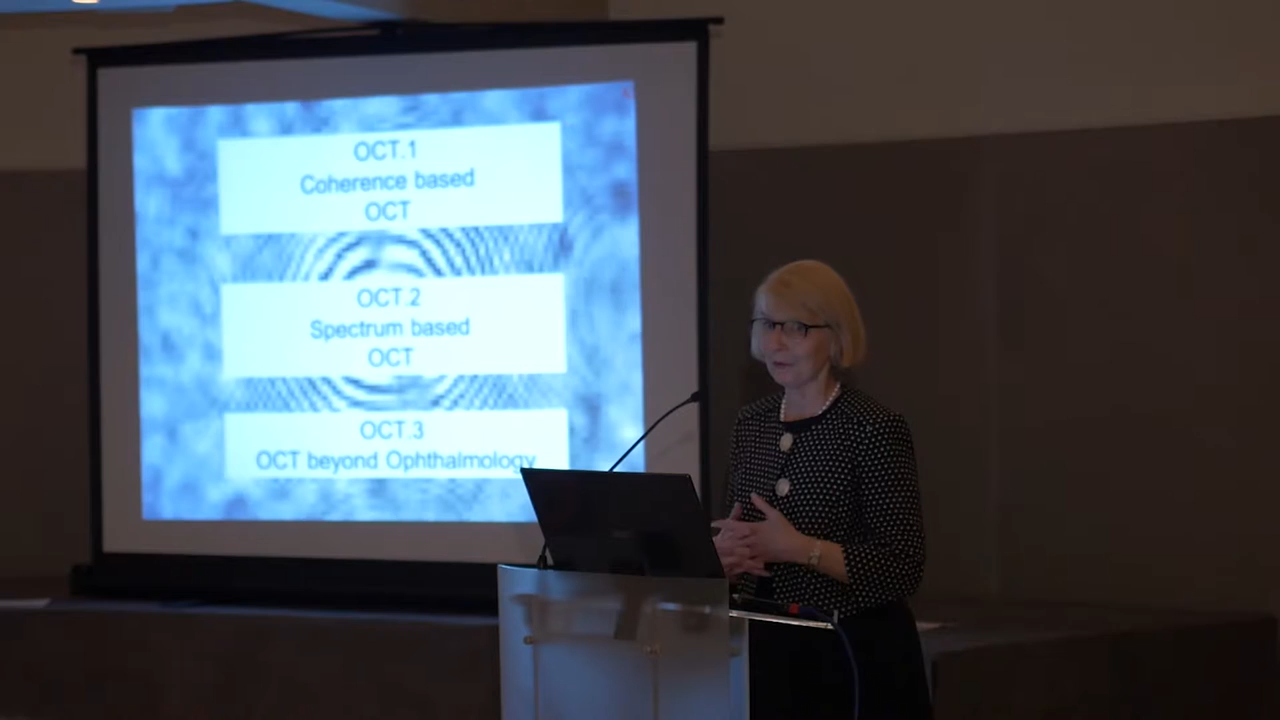 OCT.1
Coherence based
OCT
OCT.2
Spectrum based
OCT
OCT.3
OCT beyond Ophthalmology